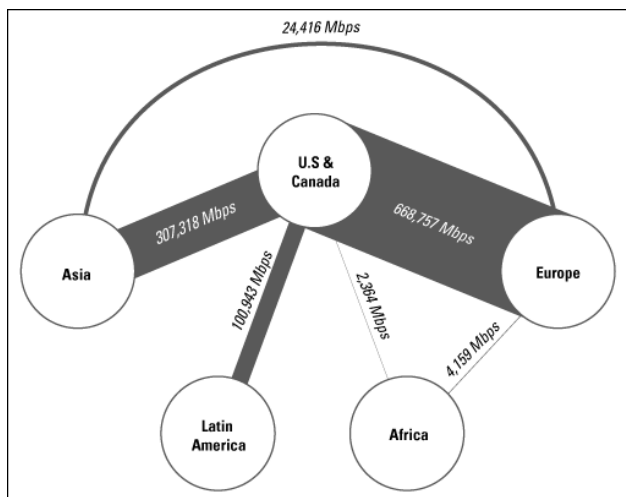 24,416 Mbps
U.S &
Canada
307,318 Mbps
668,757 Mbps
Asia
Europe
100,943 Mbps
2,364 Mbps
4,159 Mbps
Latin
America
Africa